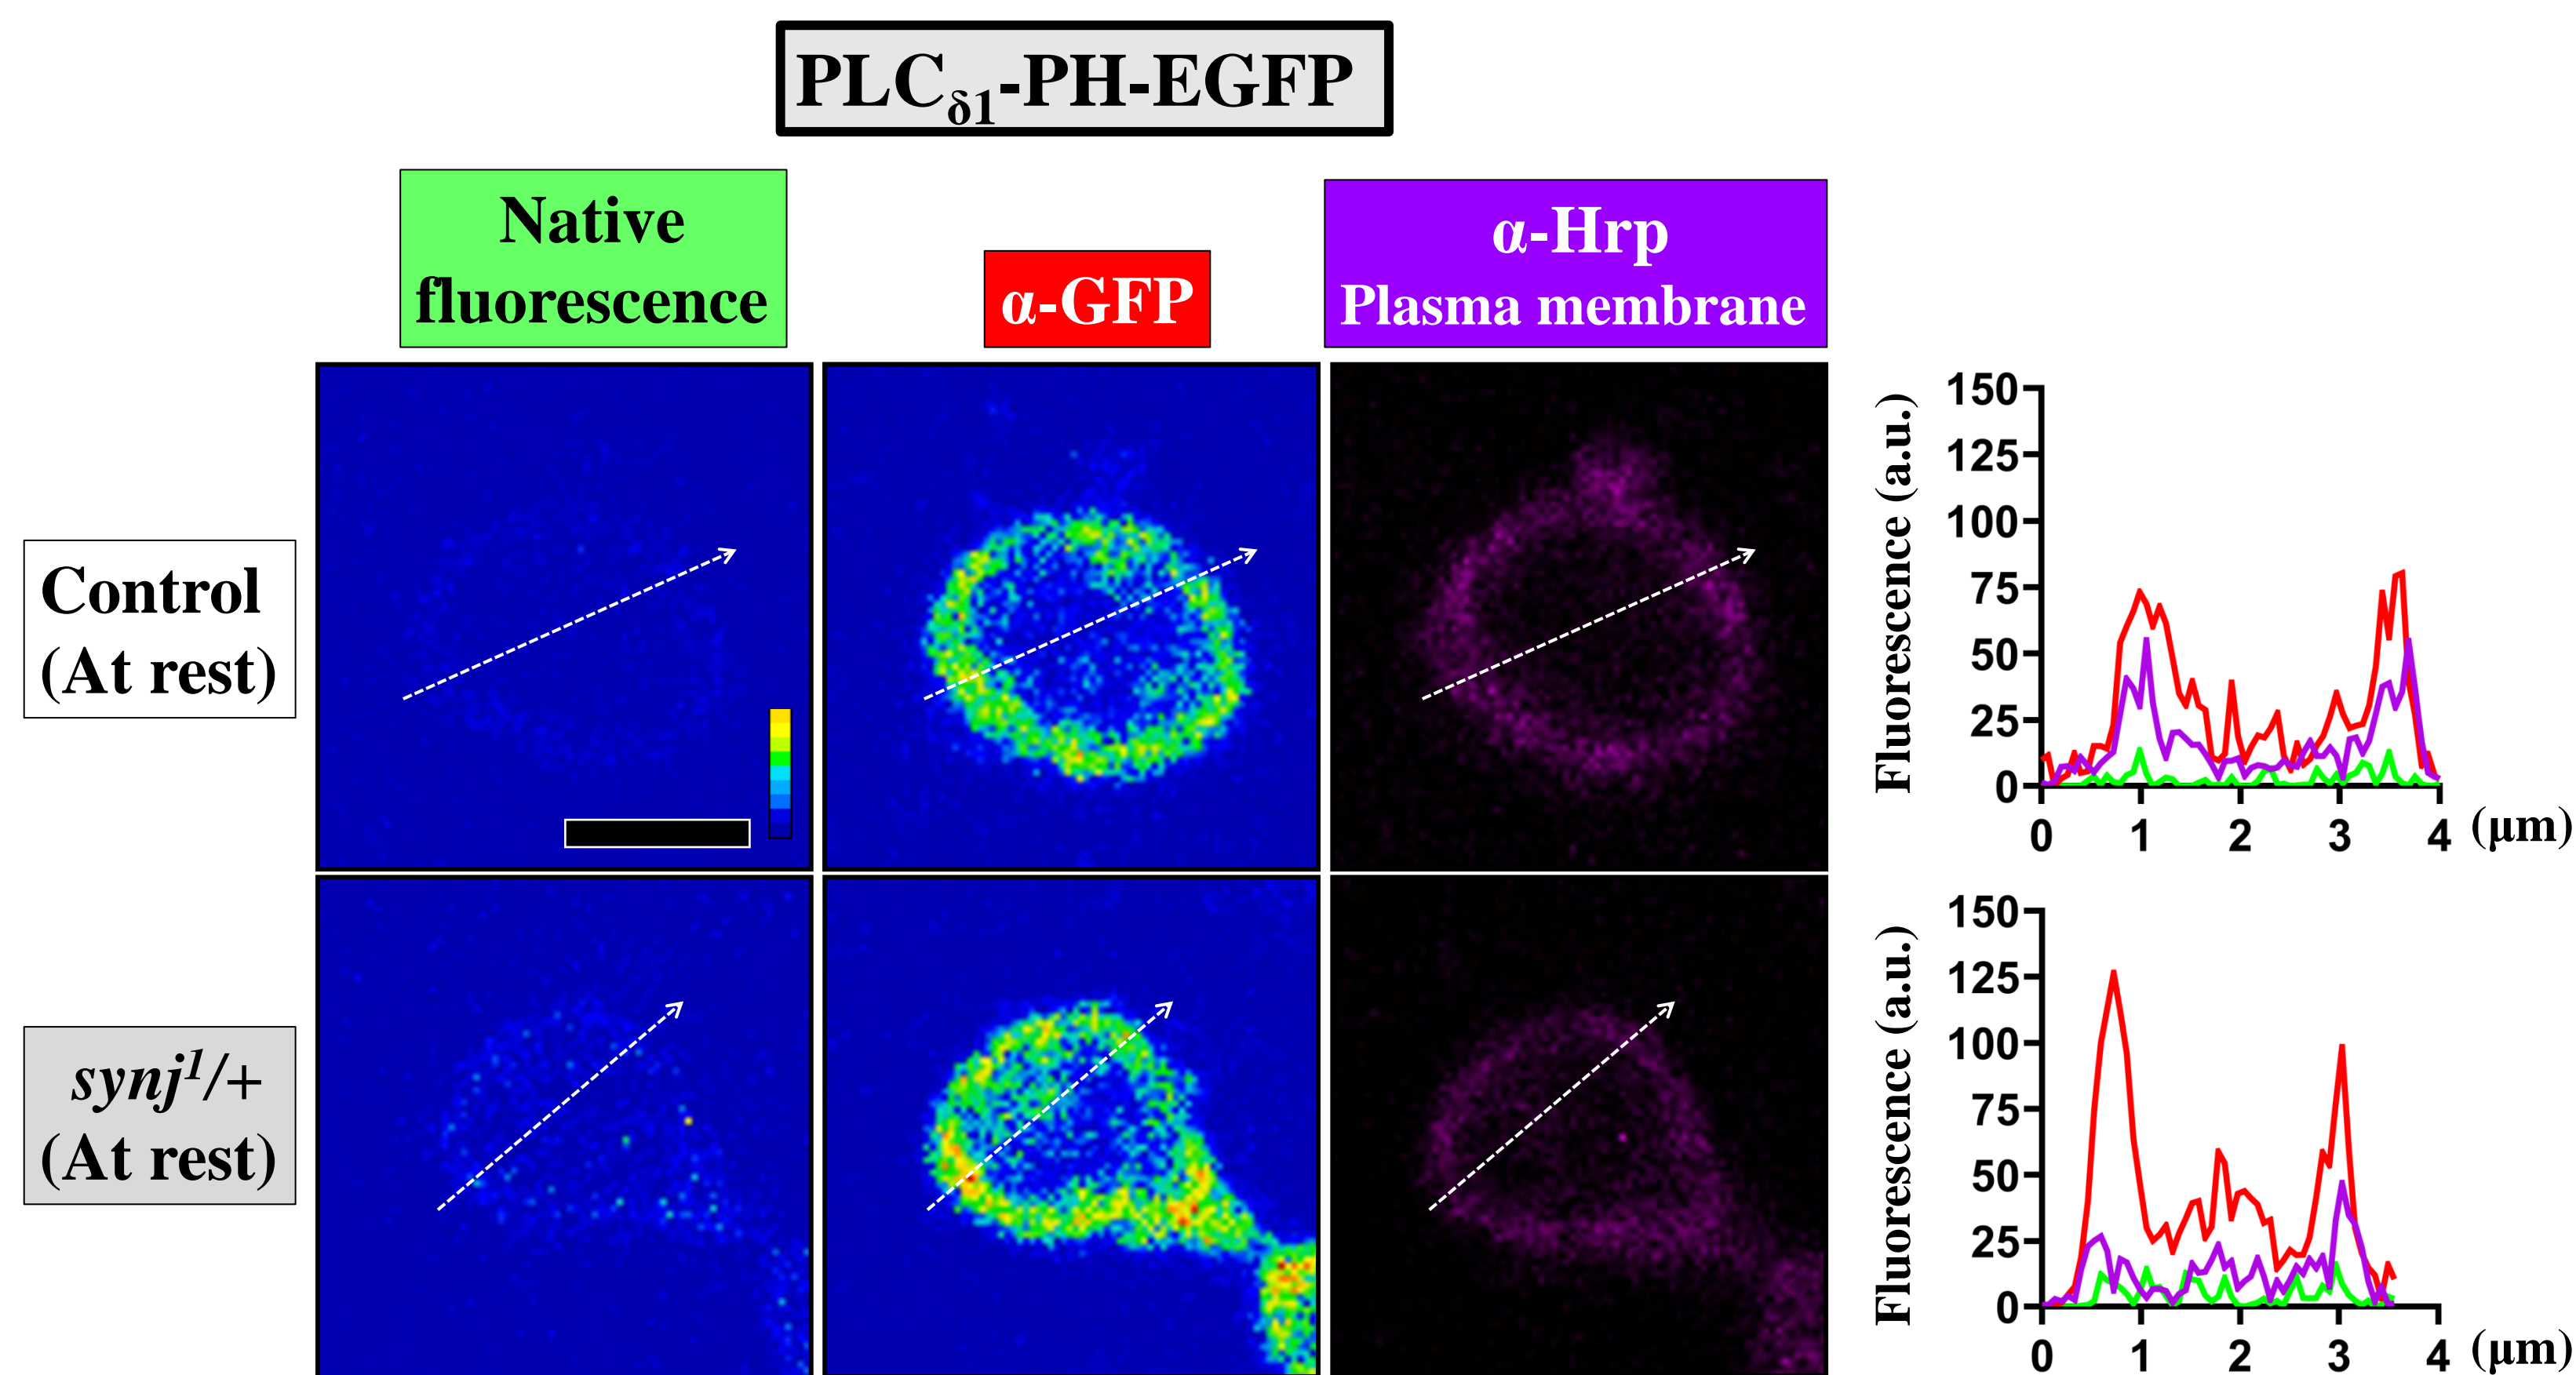 PLCδ1-PH-EGFP
Native
fluorescence
α-GFP
α-Hrp
Plasma membrane
Control
(At rest)
Fluorescence (a.u.)
150
125
100
75
50
25
0
0 1 2 3 4 (μm)
synj¹/+
(At rest)
Fluorescence (a.u.)
150
125
100
75
50
25
0
0 1 2 3 4 (μm)